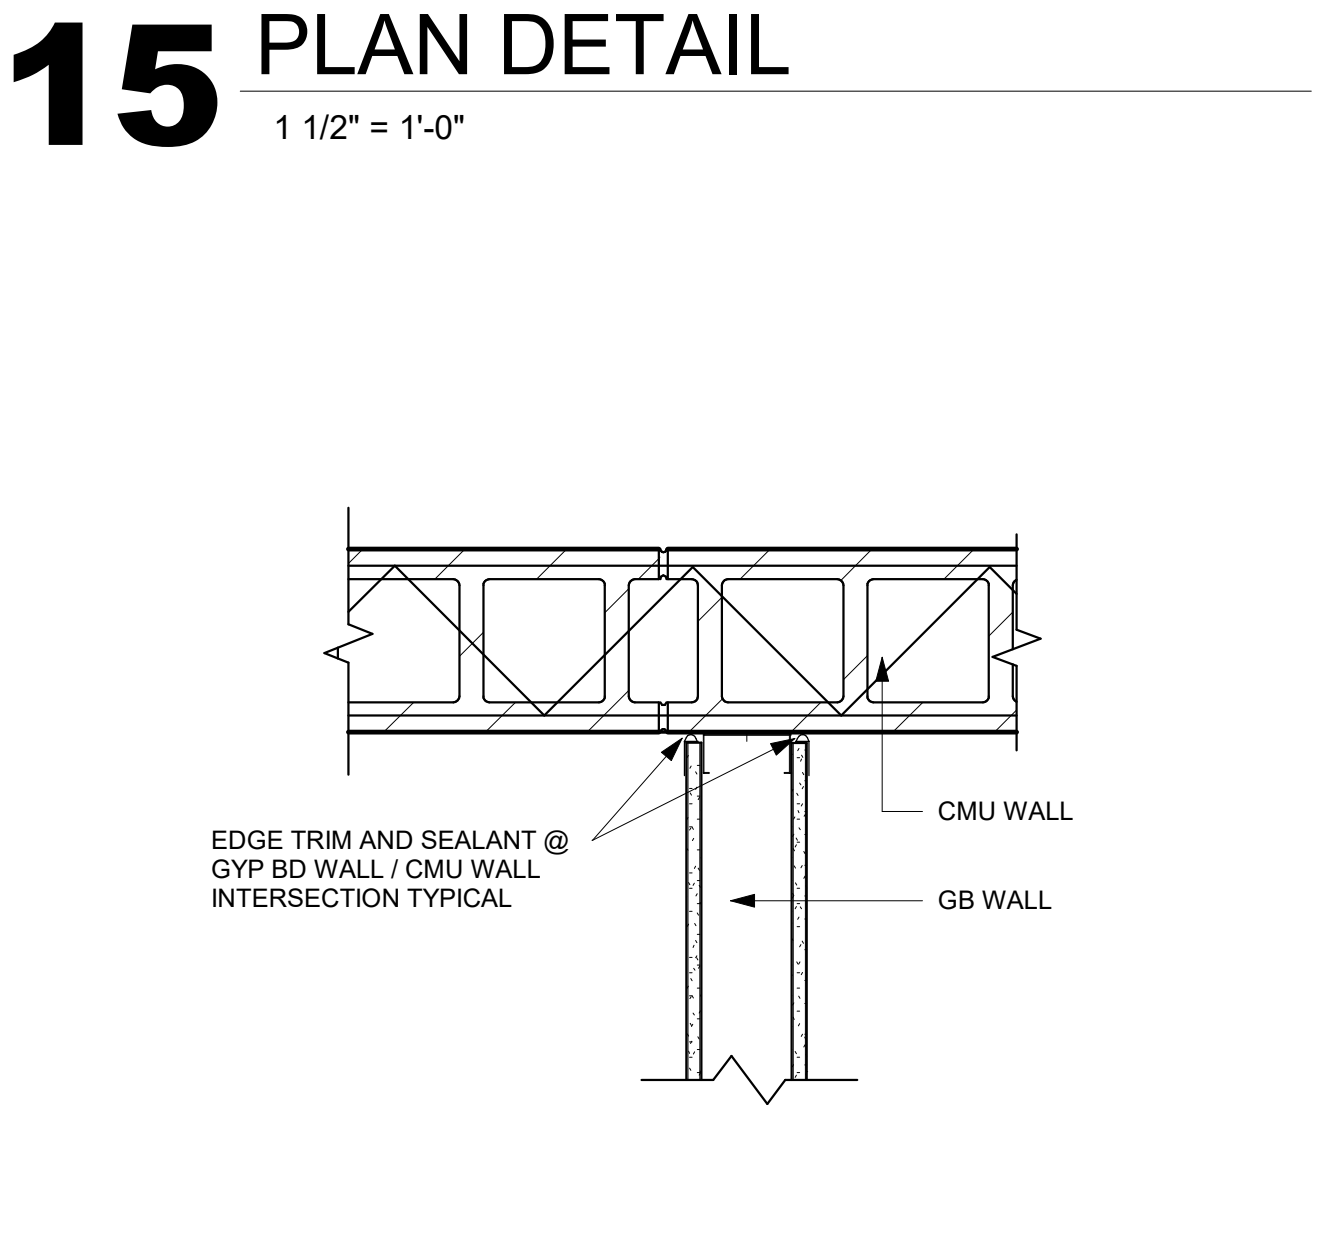 15
PLAN DETAIL
1 1/2" = 1'-0"
CMU WALL
EDGE TRIM AND SEALANT @
GYP BD WALL / CMU WALL
INTERSECTION TYPICAL
GB WALL